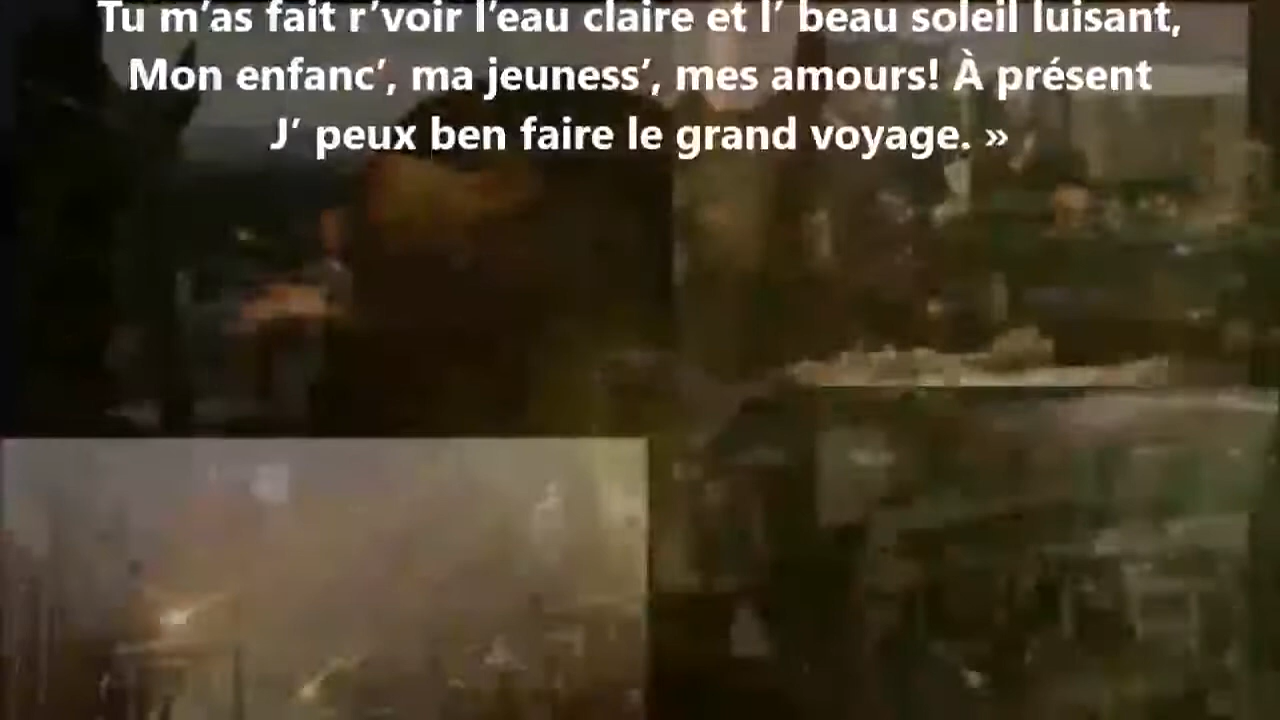 Tu m’as fait r’voir l’eau claire et l’ beau soleil luisant,
Mon enfanc’, ma jeuness’, mes amours! À présent
J’ peux ben faire le grand voyage. »